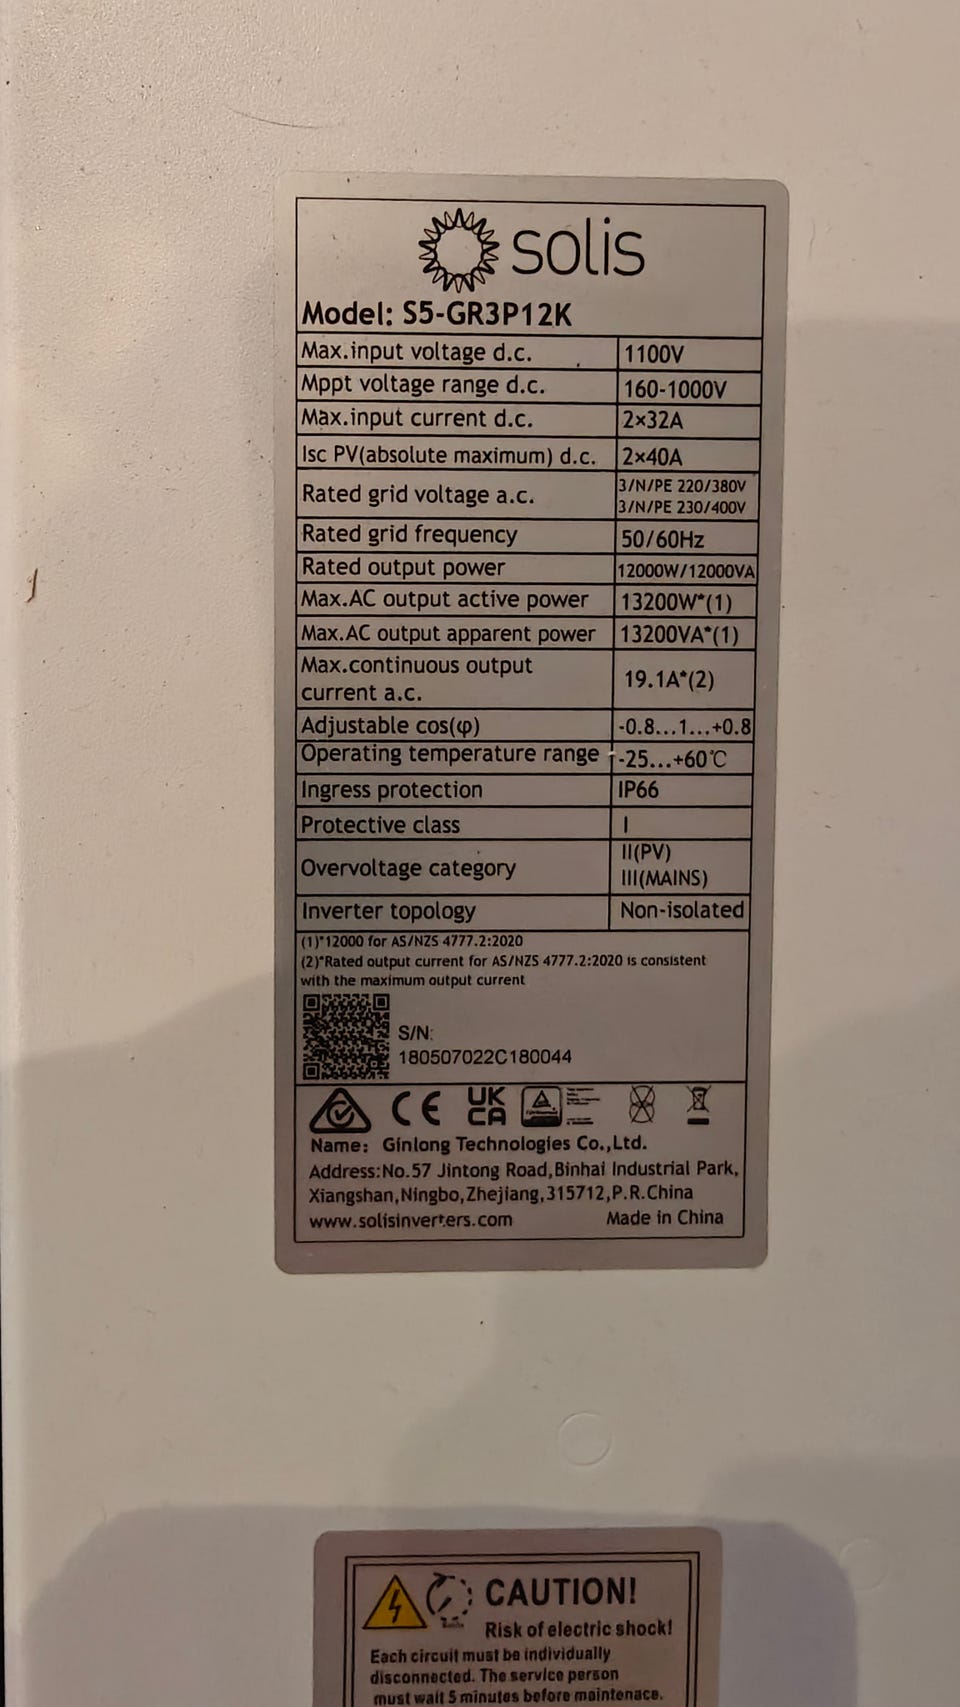 solis
Model: S5-GR3P12K
Max.input voltage d.c. 1100V
Mppt voltage range d.c. 160-1000V
Max.input current d.c. 2×32A
Isc PV(absolute maximum) d.c. 2×40A
Rated grid voltage a.c. 3/N/PE 220/380V
3/N/PE 230/400V
Rated grid frequency 50/60Hz
Rated output power 12000W/12000VA
Max.AC output active power 13200W*(1)
Max.AC output apparent power 13200VA*(1)
Max.continuous output
current a.c. 19.1A*(2)
Adjustable cos(φ) -0.8...1...+0.8
Operating temperature range -25...+60℃
Ingress protection IP66
Protective class I
Overvoltage category II(PV)
III(MAINS)
Inverter topology Non-isolated
(1)*12000 for AS/NZS 4777.2:2020
(2)*Rated output current for AS/NZS 4777.2:2020 is consistent
with the maximum output current
S/N:
180507022C180044
CE UK
CA
Name: Ginlong Technologies Co.,Ltd.
Address:No.57 Jintong Road,Binhai Industrial Park,
Xiangshan,Ningbo,Zhejiang,315712,P.R.China
www.solisinverters.com Made in China
CAUTION!
Risk of electric shock!
Each circuit must be individually
disconnected. The service person
must wait 5 minutes before maintenace.